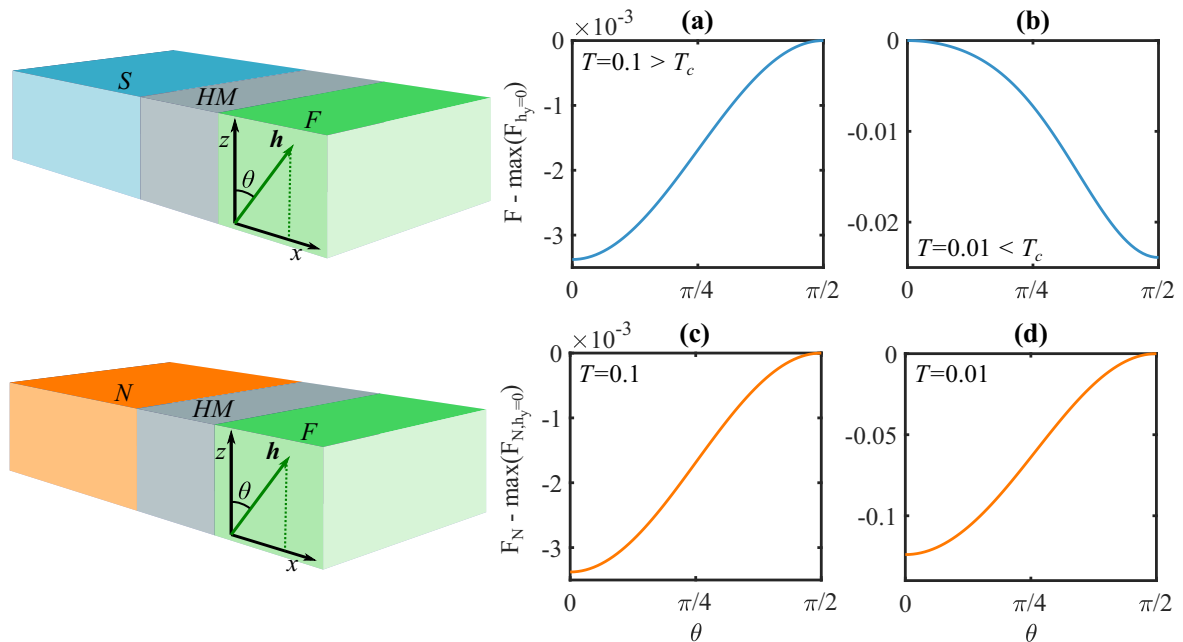 S
HM
F
z
h
θ
x
(a)
×10⁻³
F - max(F_{h_y=0})
0
-1
-2
-3
T=0.1 > T_c
0
π/4
π/2
(b)
0
-0.01
-0.02
T=0.01 < T_c
0
π/4
π/2
N
HM
F
z
h
θ
x
(c)
×10⁻³
F_N - max(F_{N,h_y=0})
0
-1
-2
-3
T=0.1
0
π/4
π/2
θ
(d)
0
-0.05
-0.1
T=0.01
0
π/4
π/2
θ